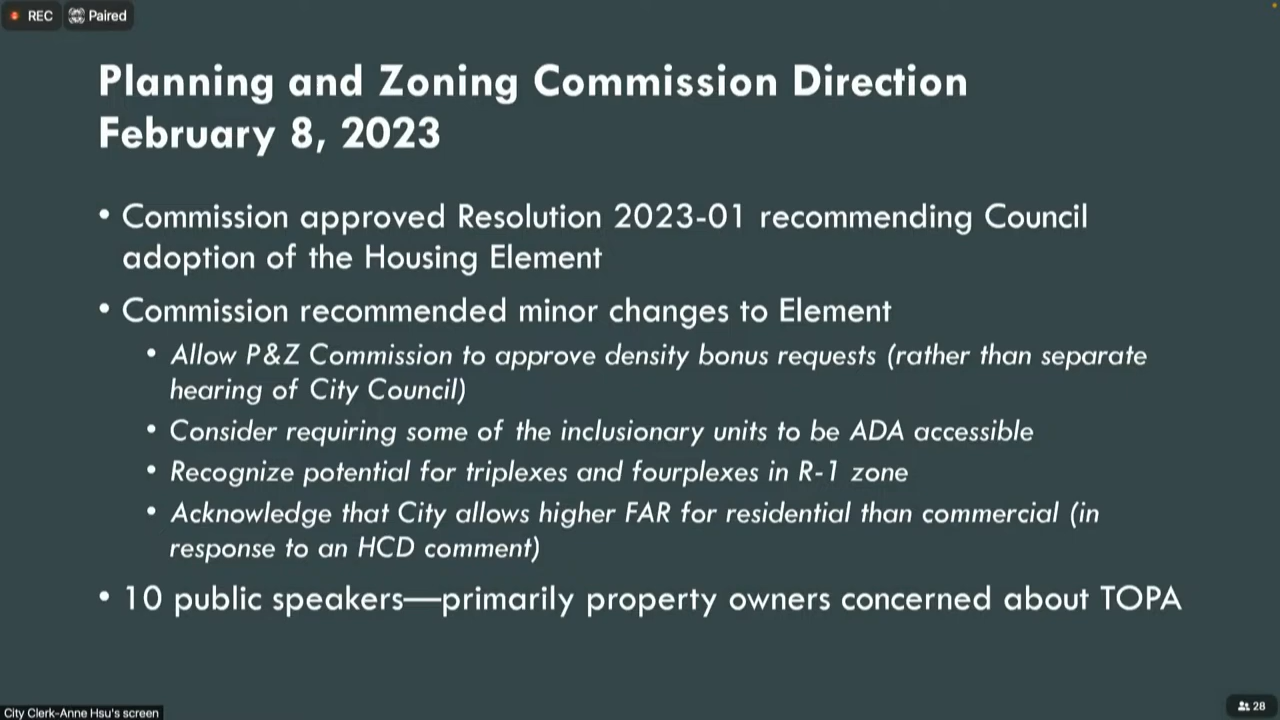 REC
Paired
Planning and Zoning Commission Direction
February 8, 2023
• Commission approved Resolution 2023-01 recommending Council
adoption of the Housing Element
• Commission recommended minor changes to Element
• Allow P&Z Commission to approve density bonus requests (rather than separate
hearing of City Council)
• Consider requiring some of the inclusionary units to be ADA accessible
• Recognize potential for triplexes and fourplexes in R-1 zone
• Acknowledge that City allows higher FAR for residential than commercial (in
response to an HCD comment)
• 10 public speakers—primarily property owners concerned about TOPA
City Clerk-Anne Hsu's screen
28